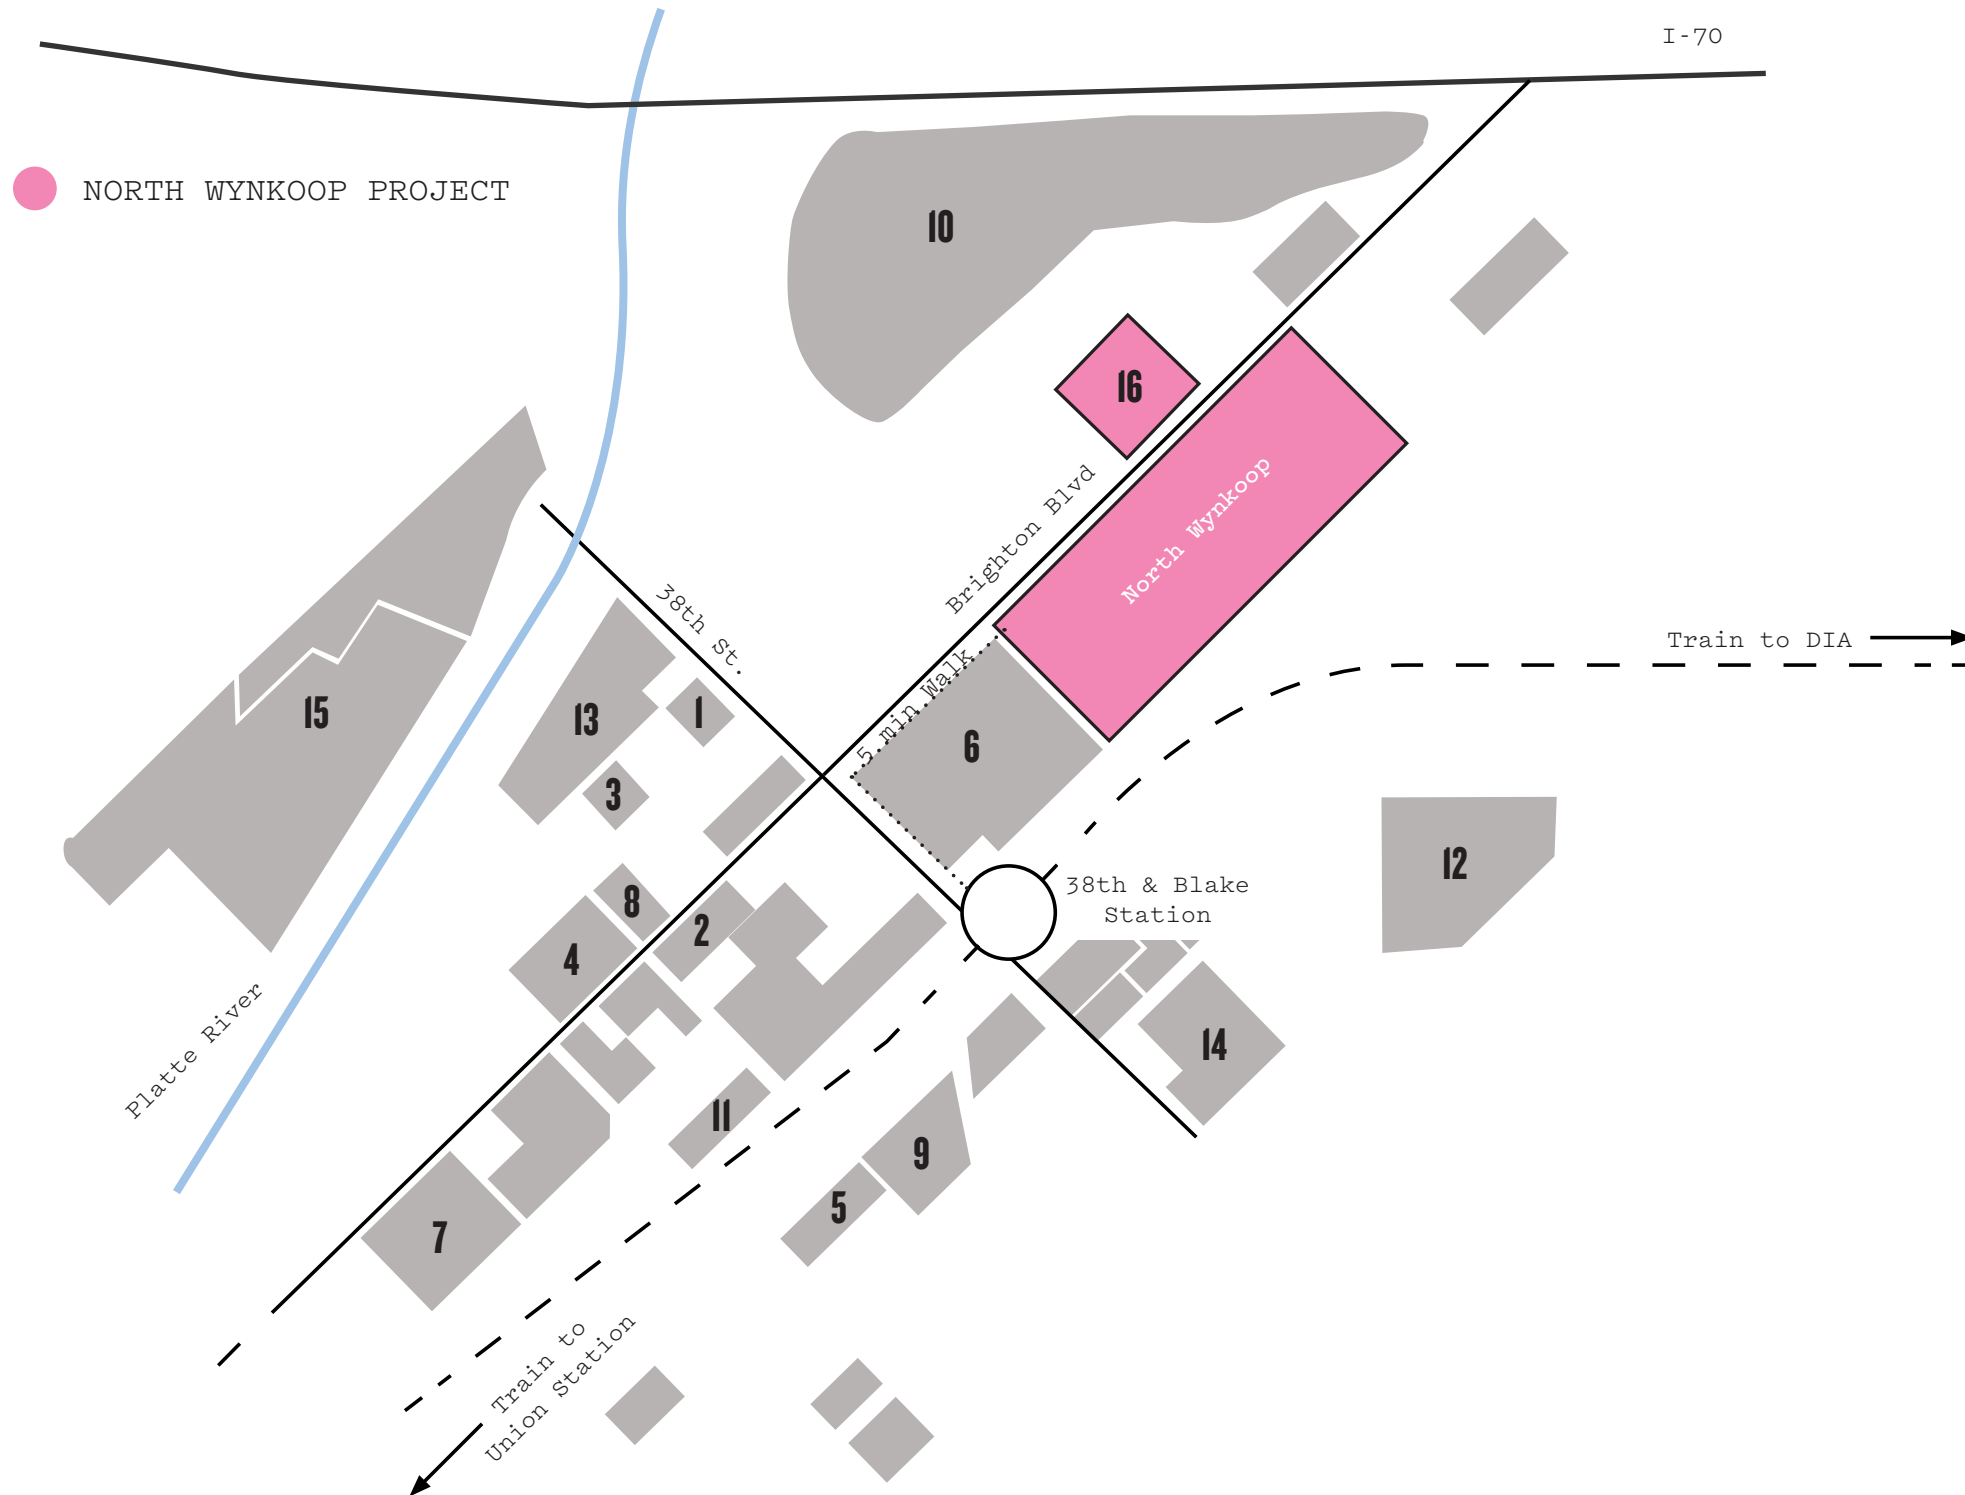 I-70
NORTH WYNKOOP PROJECT
10
16
North Wynkoop
Brighton Blvd
38th St.
5 min Walk
Train to DIA
15
13
1
6
3
12
8
2
4
38th & Blake
Station
14
Platte River
11
9
5
7
Train to
Union Station